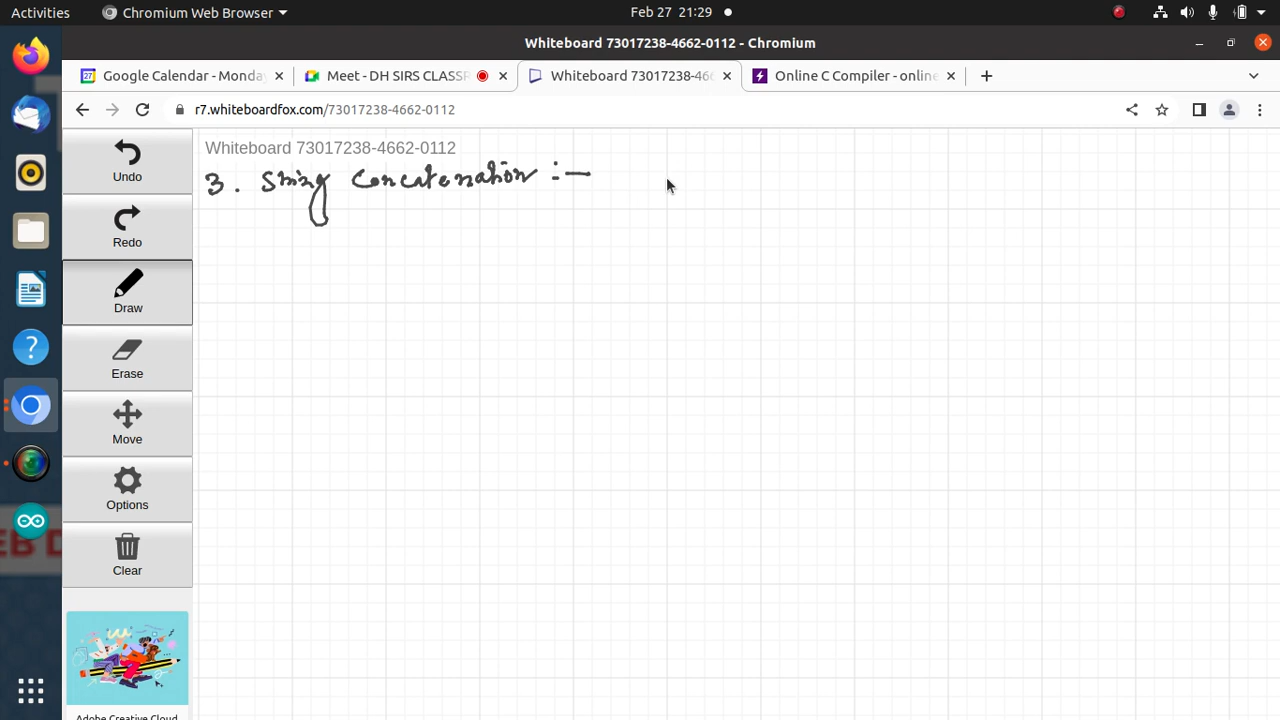 Activities
Chromium Web Browser
Feb 27 21:29
Whiteboard 73017238-4662-0112 - Chromium
Google Calendar - Monda
Meet - DH SIRS CLASSR
Whiteboard 73017238-46
Online C Compiler - online
r7.whiteboardfox.com/73017238-4662-0112
Whiteboard 73017238-4662-0112
3. String Concatenation :-
Undo
Redo
Draw
Erase
Move
Options
Clear
Adobe Creative Cloud